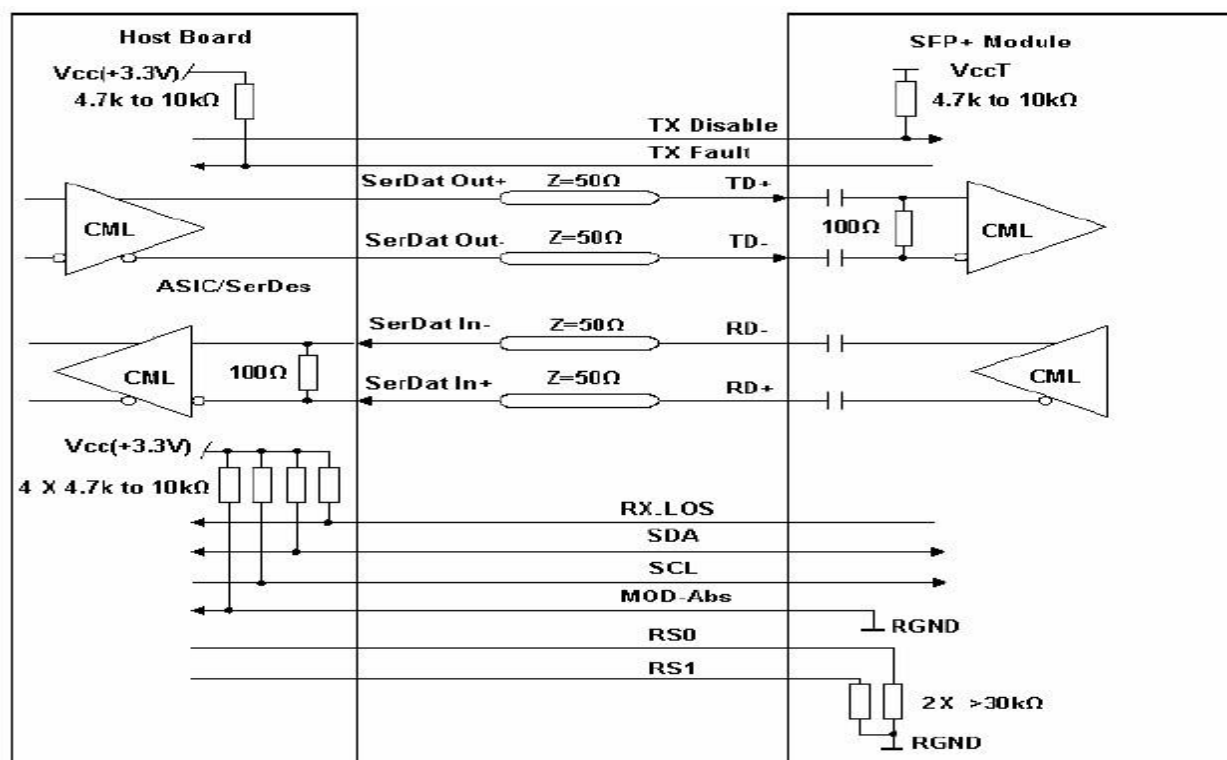 Host Board
SFP+ Module
Vcc(+3.3V)
VccT
4.7k to 10kΩ
4.7k to 10kΩ
TX Disable
TX Fault
SerDat Out+
Z=50Ω
TD+
CML
100Ω
CML
SerDat Out-
Z=50Ω
TD-
ASIC/SerDes
SerDat In-
Z=50Ω
RD-
CML
100Ω
CML
SerDat In+
Z=50Ω
RD+
Vcc(+3.3V)
4 X 4.7k to 10kΩ
RX-LOS
SDA
SCL
MOD-Abs
RGND
RS0
RS1
2X >30kΩ
RGND